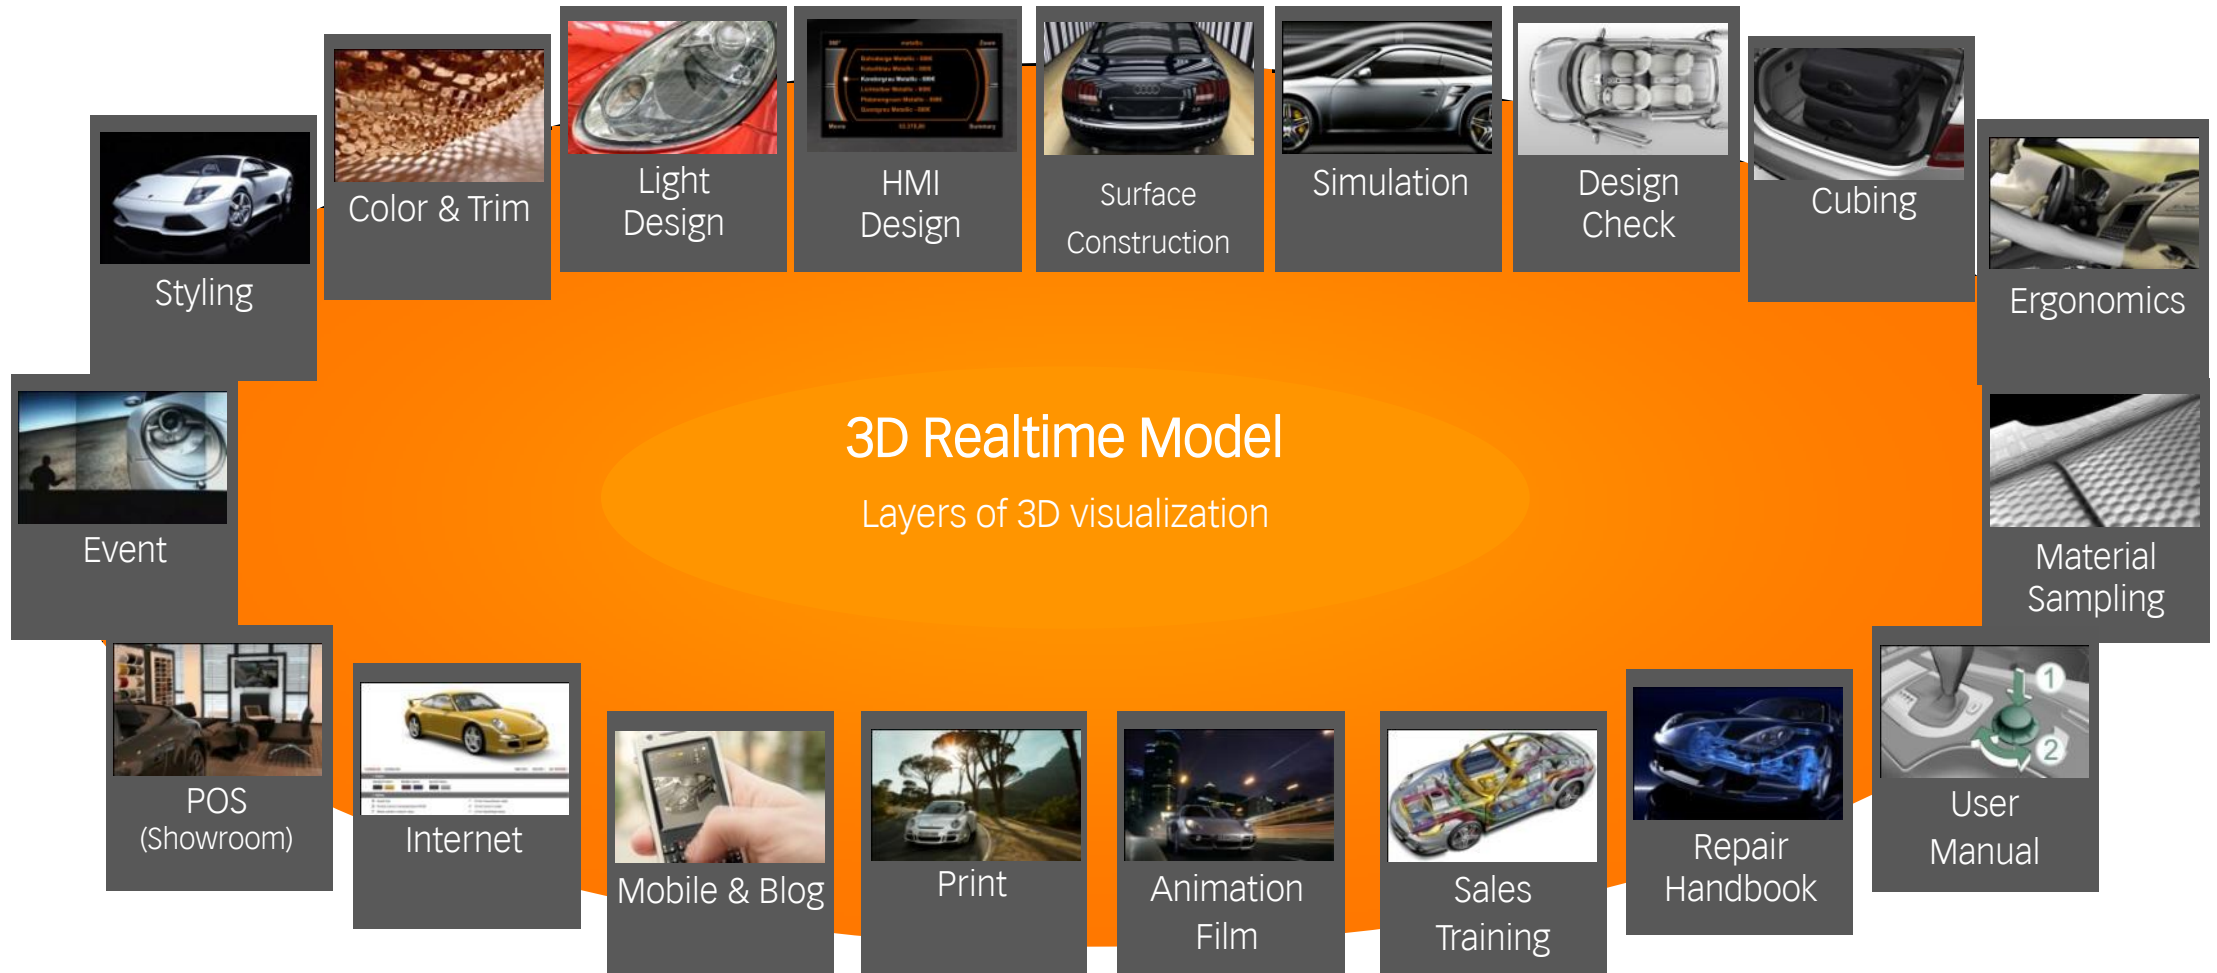 Styling
Color & Trim
Light
Design
HMI
Design
Surface
Construction
Simulation
Design
Check
Cubing
Ergonomics
3D Realtime Model
Layers of 3D visualization
Event
Material
Sampling
POS
(Showroom)
Internet
Mobile & Blog
Print
Animation
Film
Sales
Training
Repair
Handbook
1
2
User
Manual